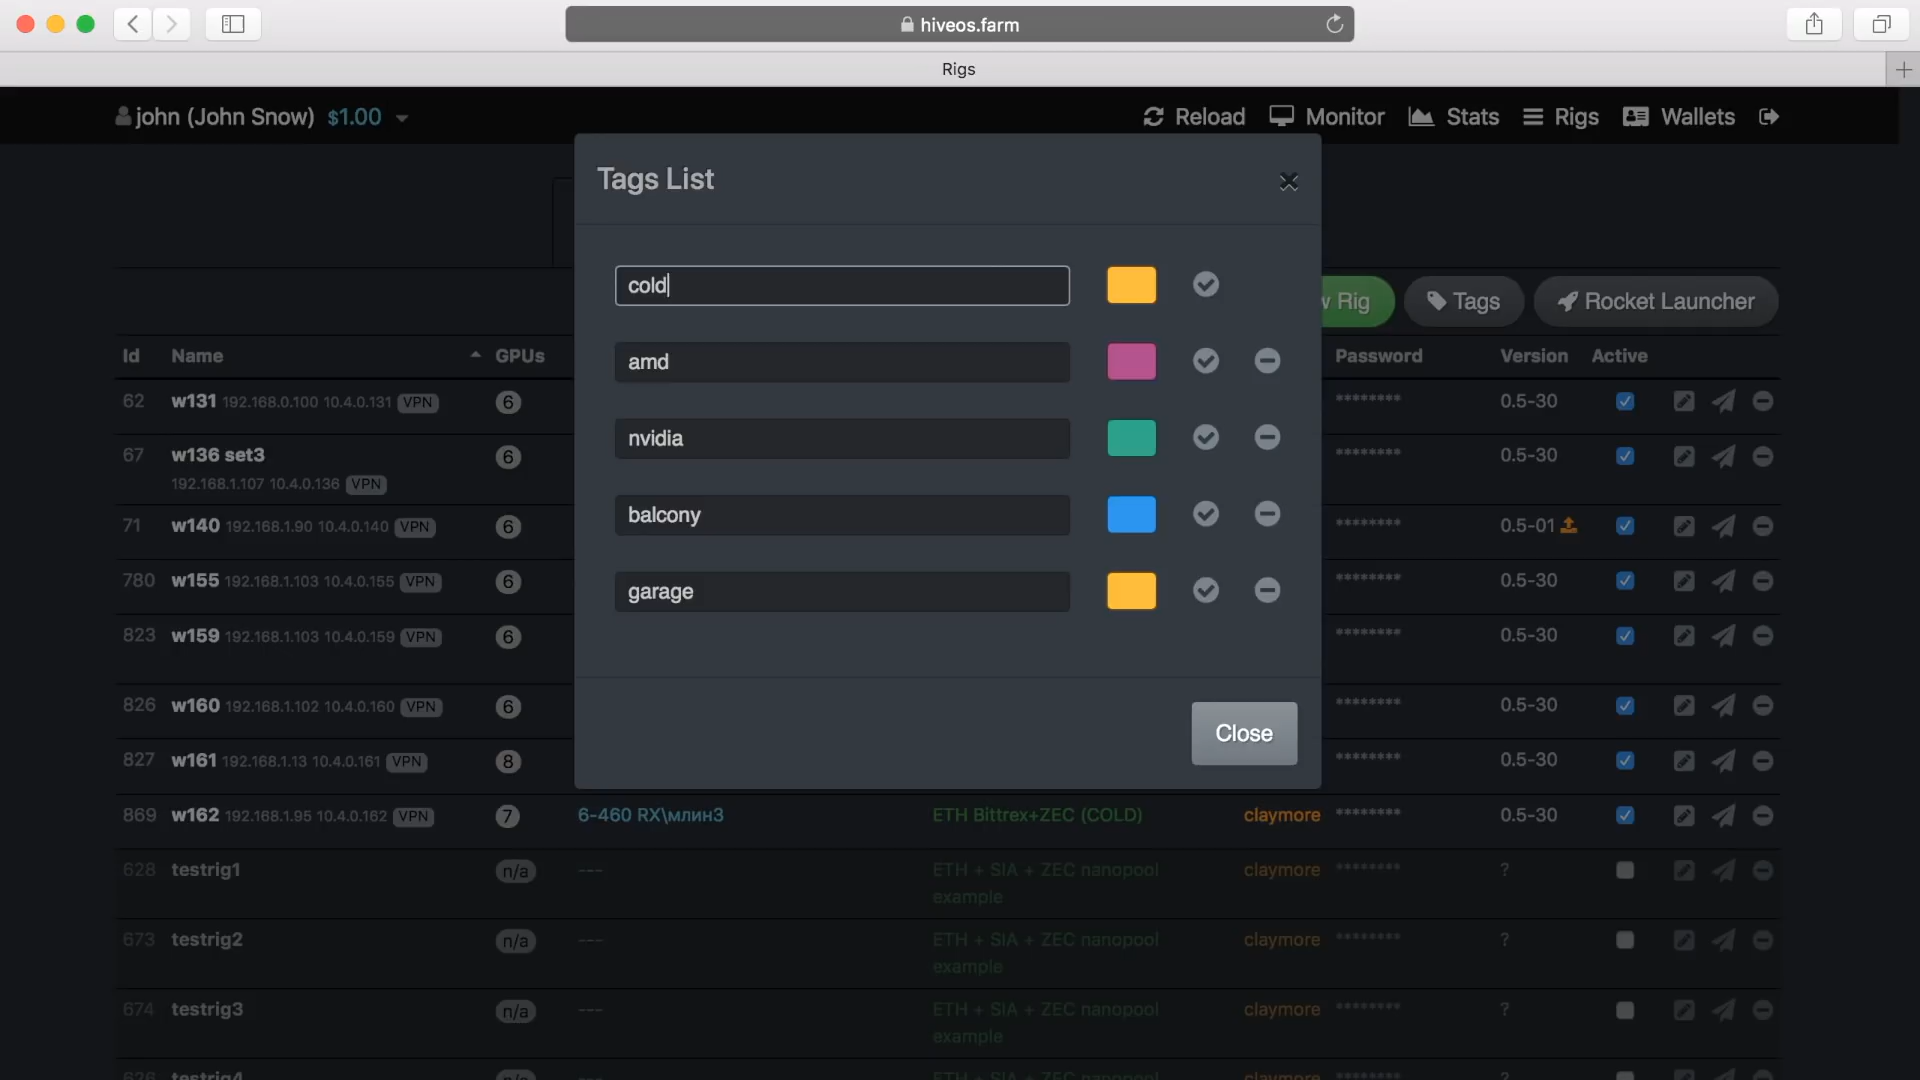 hiveos.farm
Rigs
john (John Snow) $1.00
Reload Monitor Stats Rigs Wallets
Tags List
cold
amd
nvidia
balcony
garage
Close
Rig Tags Rocket Launcher
Id Name GPUs Password Version Active
62 w131 192.168.0.100 10.4.0.131 VPN 6 ******** 0.5-30
67 w136 set3 6 ******** 0.5-30
192.168.1.107 10.4.0.136 VPN
71 w140 192.168.1.90 10.4.0.140 VPN 6 ******** 0.5-01
780 w155 192.168.1.103 10.4.0.155 VPN 6 ******** 0.5-30
823 w159 192.168.1.103 10.4.0.159 VPN 6 ******** 0.5-30
826 w160 192.168.1.102 10.4.0.160 VPN 6 ******** 0.5-30
827 w161 192.168.1.13 10.4.0.161 VPN 8 ******** 0.5-30
869 w162 192.168.1.95 10.4.0.162 VPN 7 6-460 RX\млин3 ETH Bittrex+ZEC (COLD) claymore ******** 0.5-30
628 testrig1 n/a --- ETH + SIA + ZEC nanopool claymore ******** ?
example
673 testrig2 n/a --- ETH + SIA + ZEC nanopool claymore ******** ?
example
674 testrig3 n/a --- ETH + SIA + ZEC nanopool claymore ******** ?
example